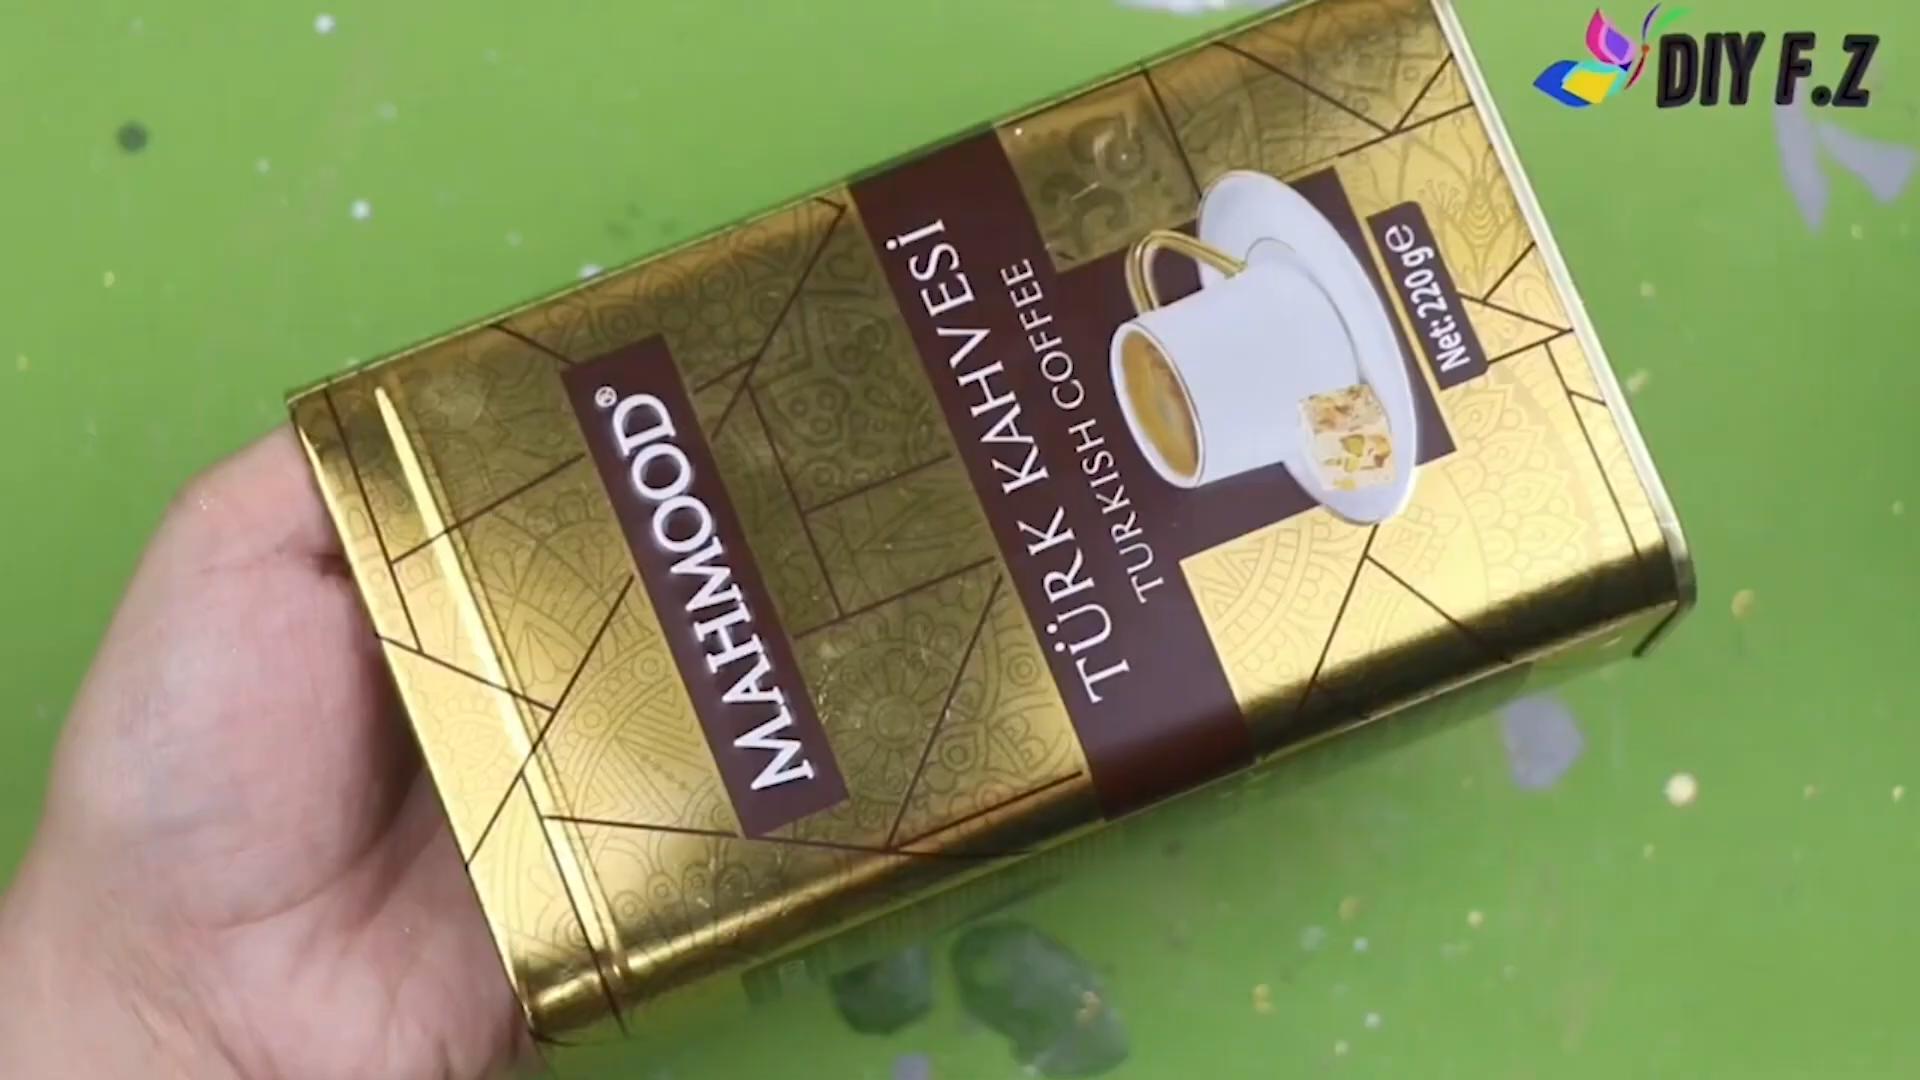 DIY F.Z
MAHMOOD®
TÜRK KAHVESİ
TURKISH COFFEE
Net: 220g e